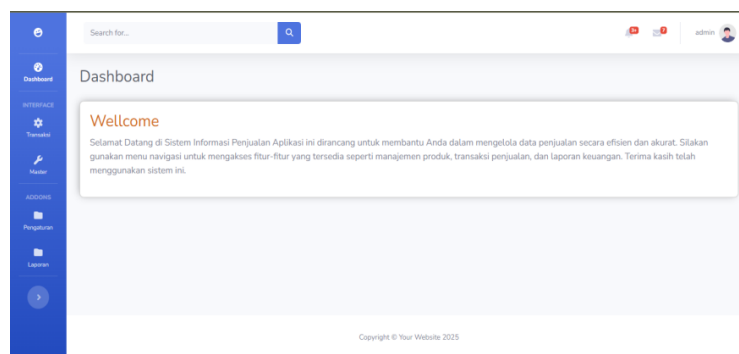 Search for...
3+
7
admin
Dashboard
INTERFACE
Transaksi
Master
ADDONS
Pengaturan
Laporan
Dashboard
Wellcome
Selamat Datang di Sistem Informasi Penjualan Aplikasi ini dirancang untuk membantu Anda dalam mengelola data penjualan secara efisien dan akurat. Silakan
gunakan menu navigasi untuk mengakses fitur-fitur yang tersedia seperti manajemen produk, transaksi penjualan, dan laporan keuangan. Terima kasih telah
menggunakan sistem ini.
Copyright © Your Website 2025